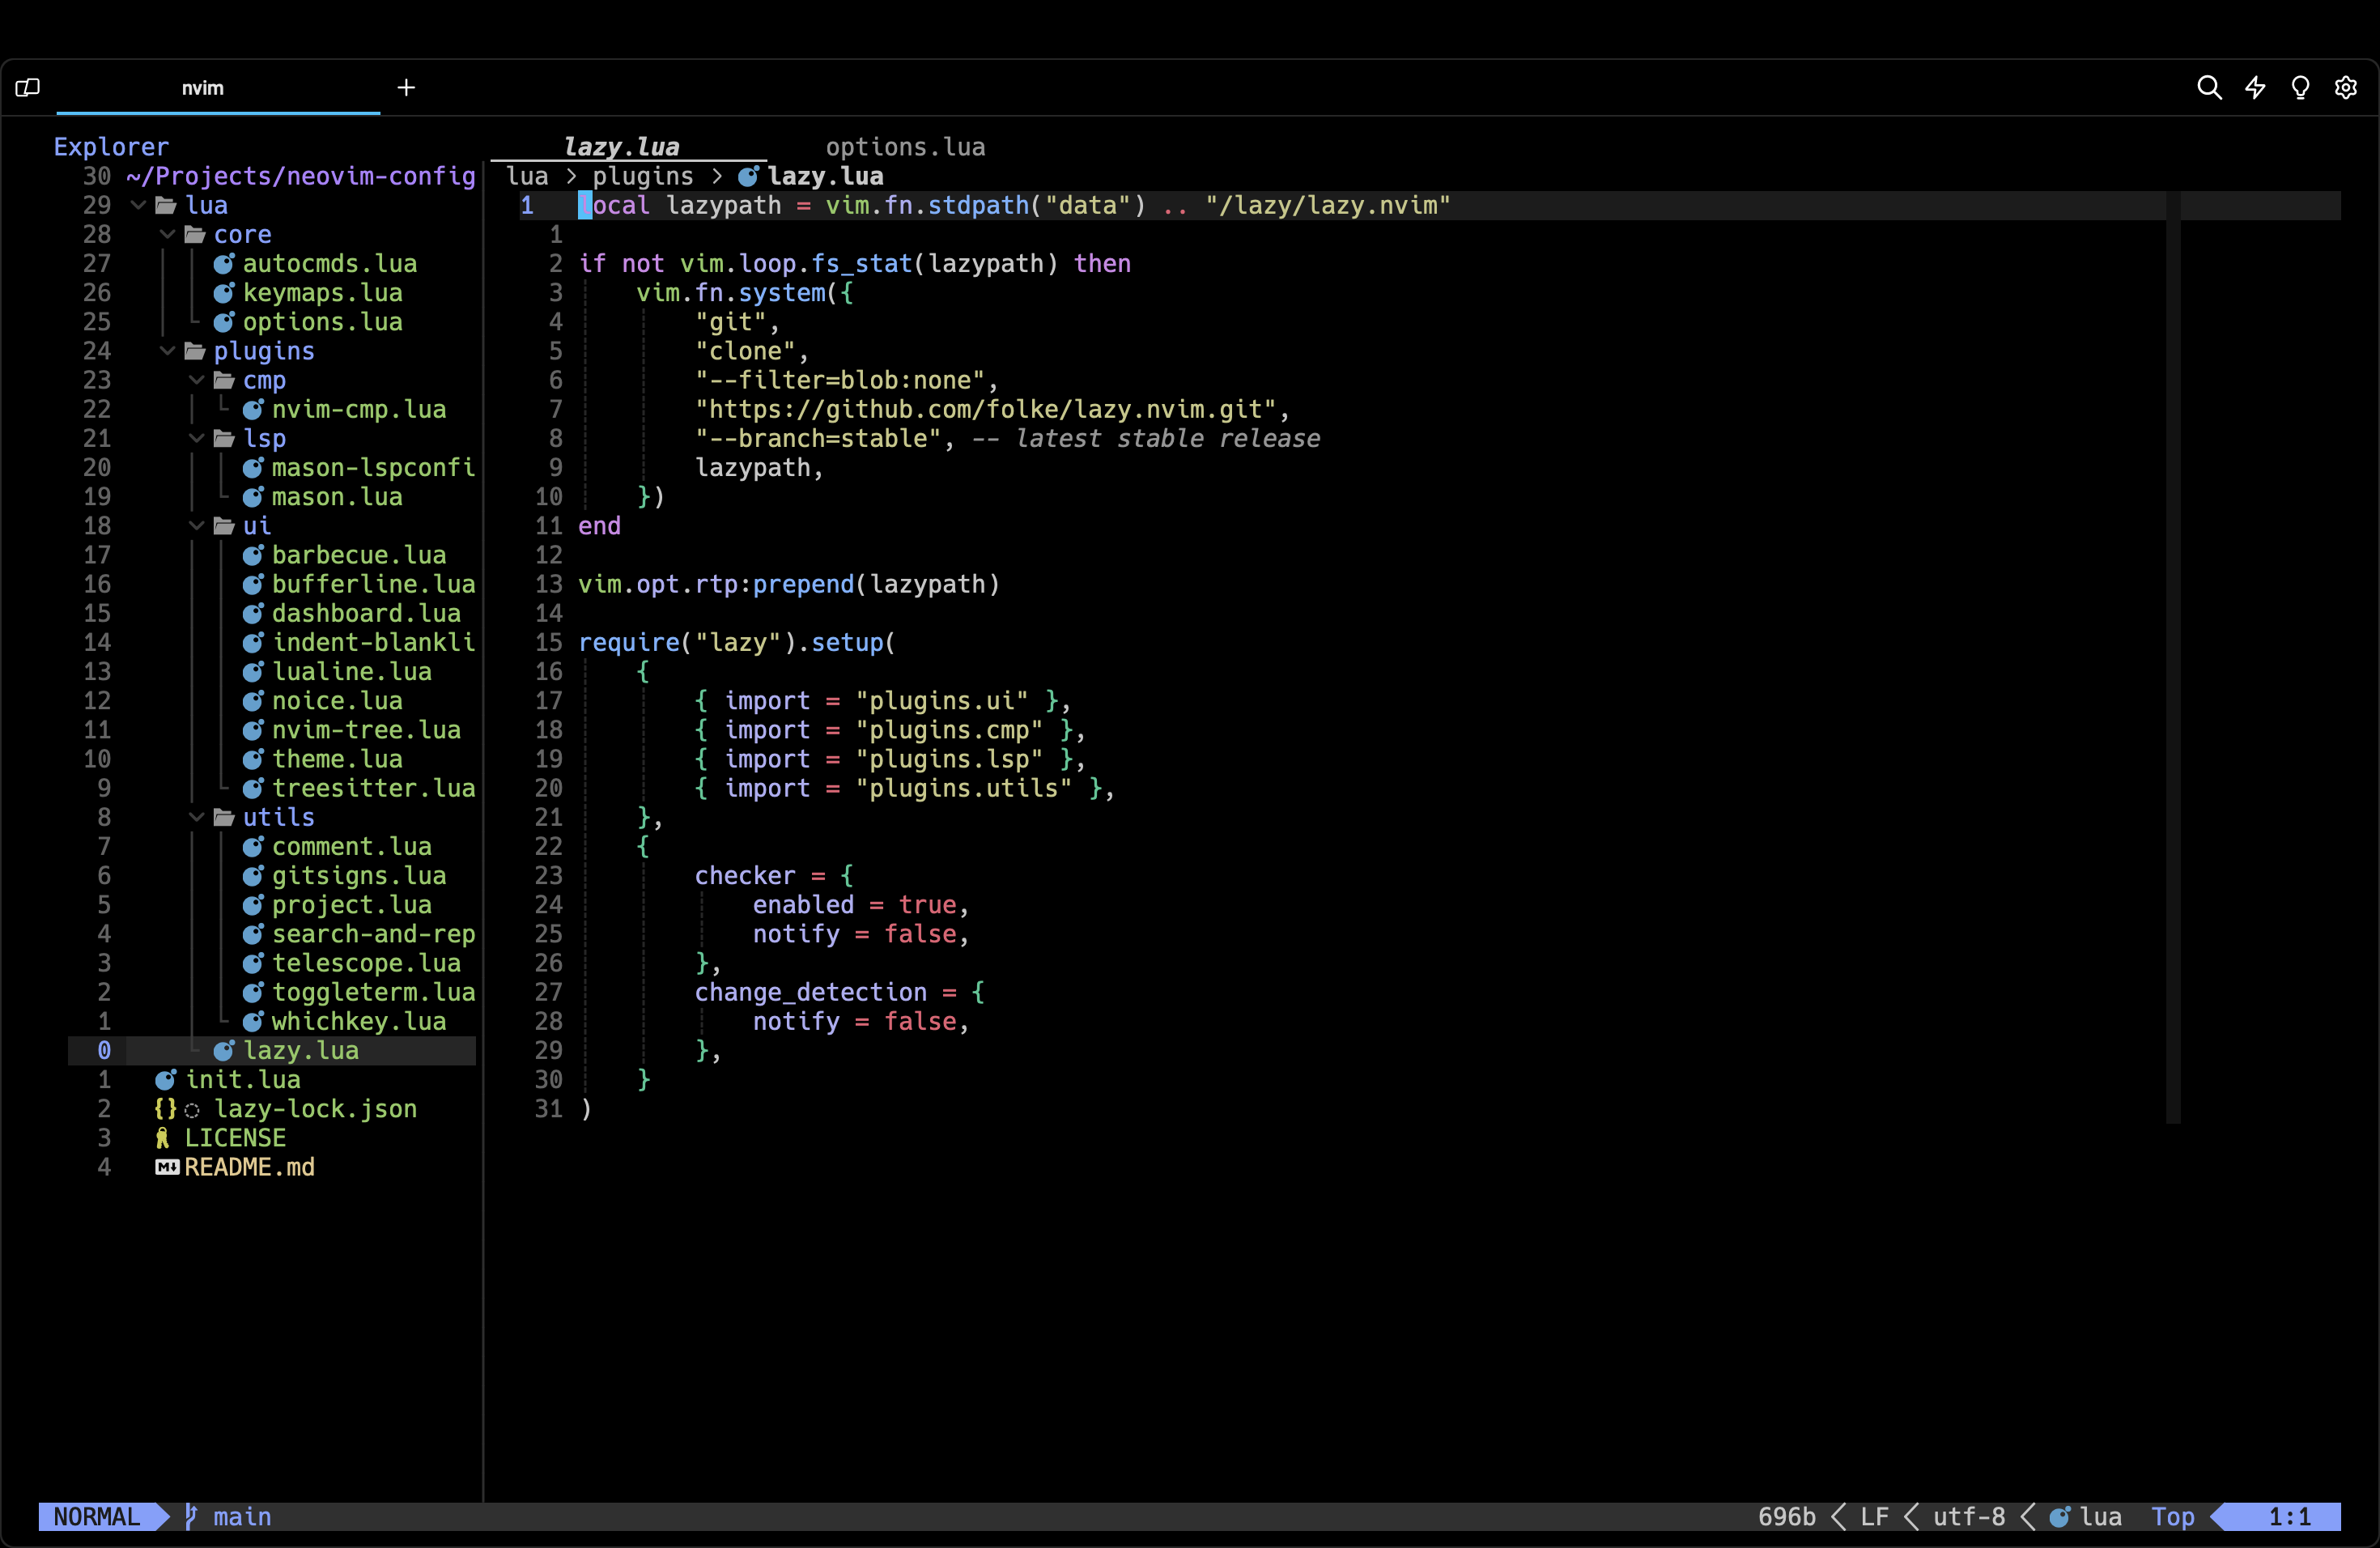 nvim
Explorer
30 ~/Projects/neovim-config
29 lua
28 core
27 autocmds.lua
26 keymaps.lua
25 options.lua
24 plugins
23 cmp
22 nvim-cmp.lua
21 lsp
20 mason-lspconfi
19 mason.lua
18 ui
17 barbecue.lua
16 bufferline.lua
15 dashboard.lua
14 indent-blankli
13 lualine.lua
12 noice.lua
11 nvim-tree.lua
10 theme.lua
9 treesitter.lua
8 utils
7 comment.lua
6 gitsigns.lua
5 project.lua
4 search-and-rep
3 telescope.lua
2 toggleterm.lua
1 whichkey.lua
0 lazy.lua
1 init.lua
2 {} lazy-lock.json
3 LICENSE
4 README.md
lazy.lua options.lua
lua > plugins > lazy.lua
1 local lazypath = vim.fn.stdpath("data") .. "/lazy/lazy.nvim"
1
2 if not vim.loop.fs_stat(lazypath) then
3     vim.fn.system({
4         "git",
5         "clone",
6         "--filter=blob:none",
7         "https://github.com/folke/lazy.nvim.git",
8         "--branch=stable", -- latest stable release
9         lazypath,
10     })
11 end
12
13 vim.opt.rtp:prepend(lazypath)
14
15 require("lazy").setup(
16     {
17         { import = "plugins.ui" },
18         { import = "plugins.cmp" },
19         { import = "plugins.lsp" },
20         { import = "plugins.utils" },
21     },
22     {
23         checker = {
24             enabled = true,
25             notify = false,
26         },
27         change_detection = {
28             notify = false,
29         },
30     }
31 )
NORMAL main 696b < LF < utf-8 < lua Top 1:1